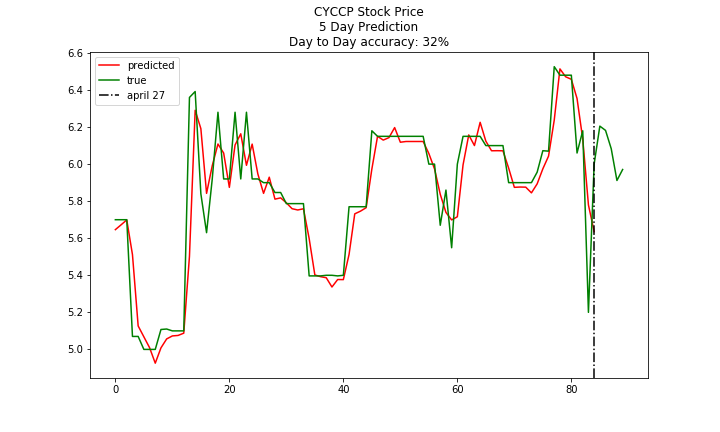 CYCCP Stock Price
5 Day Prediction
Day to Day accuracy: 32%
predicted
true
april 27
6.6
6.4
6.2
6.0
5.8
5.6
5.4
5.2
5.0
0 20 40 60 80